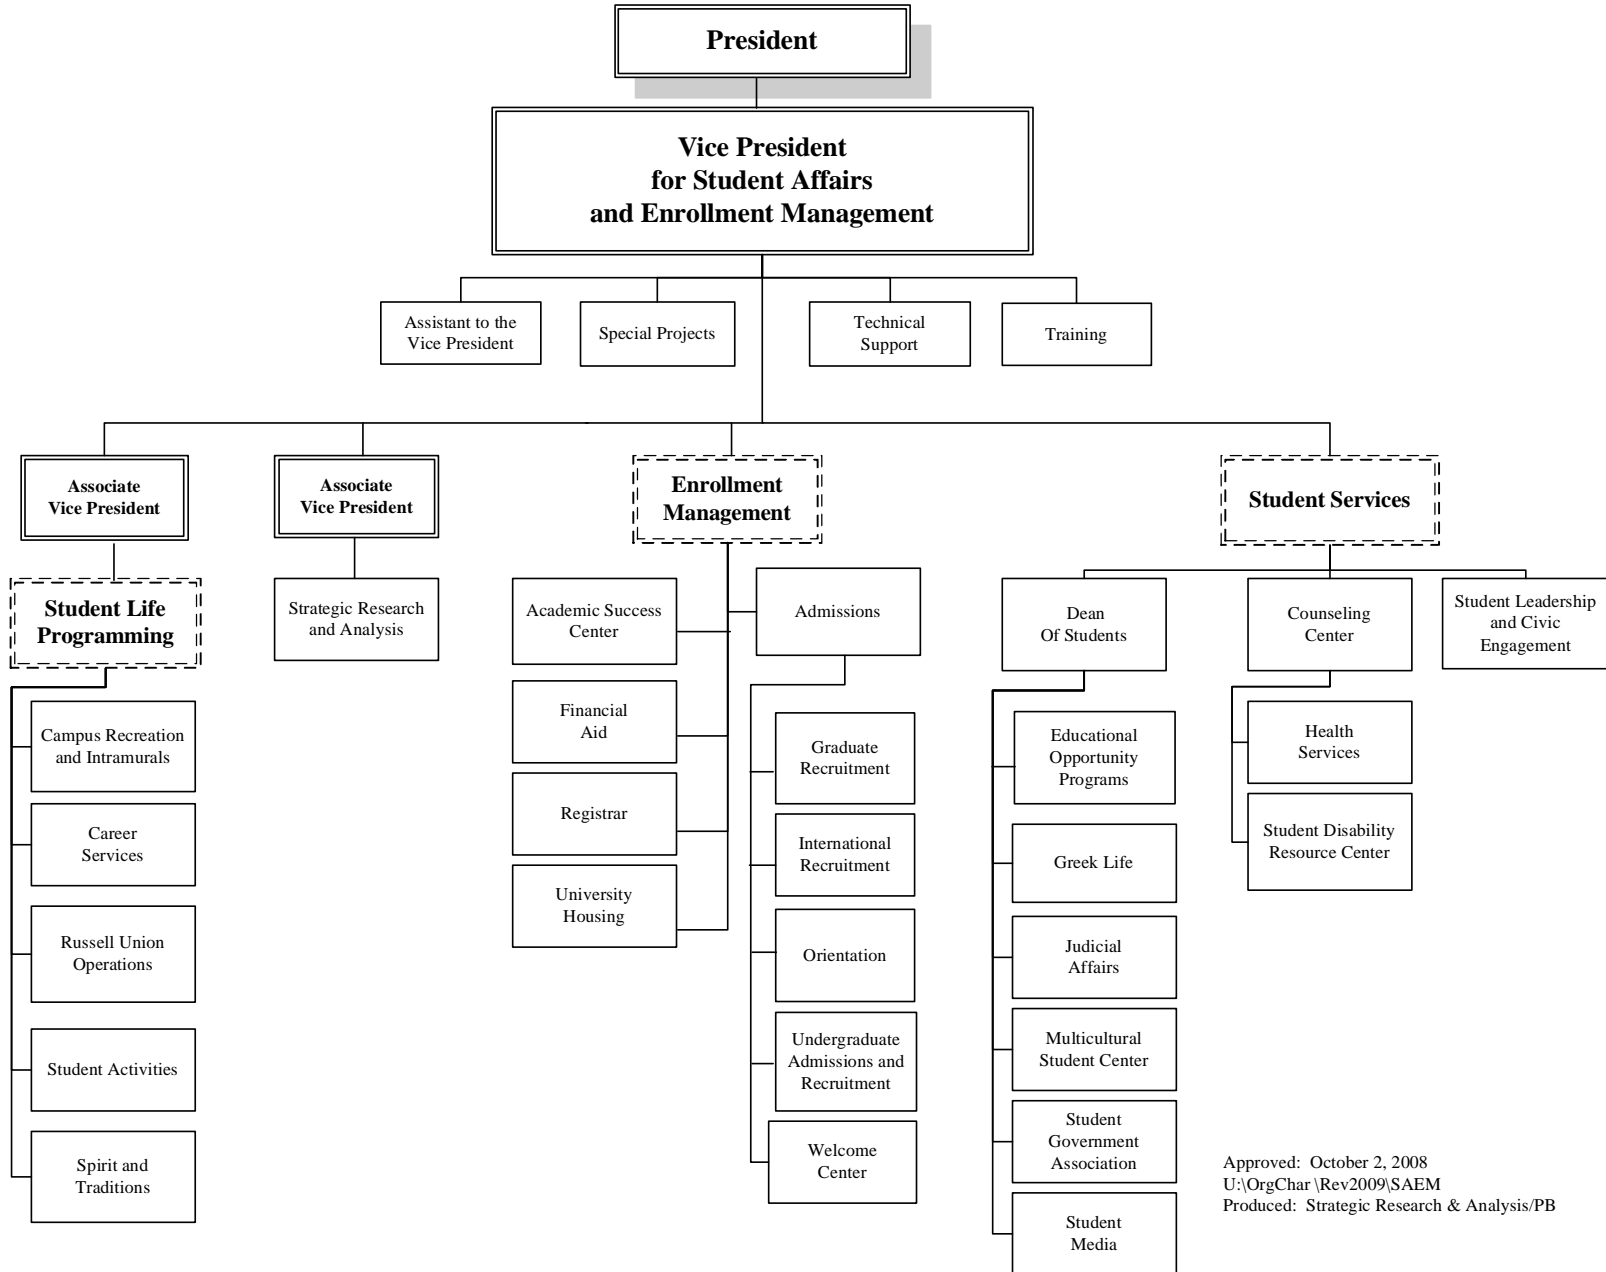 President
Vice President
for Student Affairs
and Enrollment Management
Assistant to the
Vice President
Special Projects
Technical
Support
Training
Associate
Vice President
Associate
Vice President
Enrollment
Management
Student Services
Student Life
Programming
Strategic Research
and Analysis
Academic Success
Center
Admissions
Dean
Of Students
Counseling
Center
Student Leadership
and Civic
Engagement
Campus Recreation
and Intramurals
Career
Services
Russell Union
Operations
Student Activities
Spirit and
Traditions
Financial
Aid
Registrar
University
Housing
Graduate
Recruitment
International
Recruitment
Orientation
Undergraduate
Admissions and
Recruitment
Welcome
Center
Educational
Opportunity
Programs
Greek Life
Judicial
Affairs
Multicultural
Student Center
Student
Government
Association
Student
Media
Health
Services
Student Disability
Resource Center
Approved:  October 2, 2008
U:\OrgChar \Rev2009\SAEM
Produced:  Strategic Research & Analysis/PB